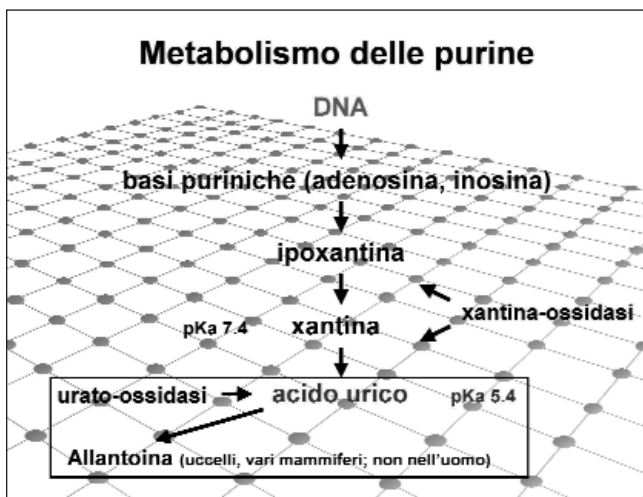 Metabolismo delle purine
DNA
basi puriniche (adenosina, inosina)
ipoxantina
xantina-ossidasi
pKa 7.4 xantina
urato-ossidasi acido urico pKa 5.4
Allantoina (uccelli, vari mammiferi; non nell'uomo)